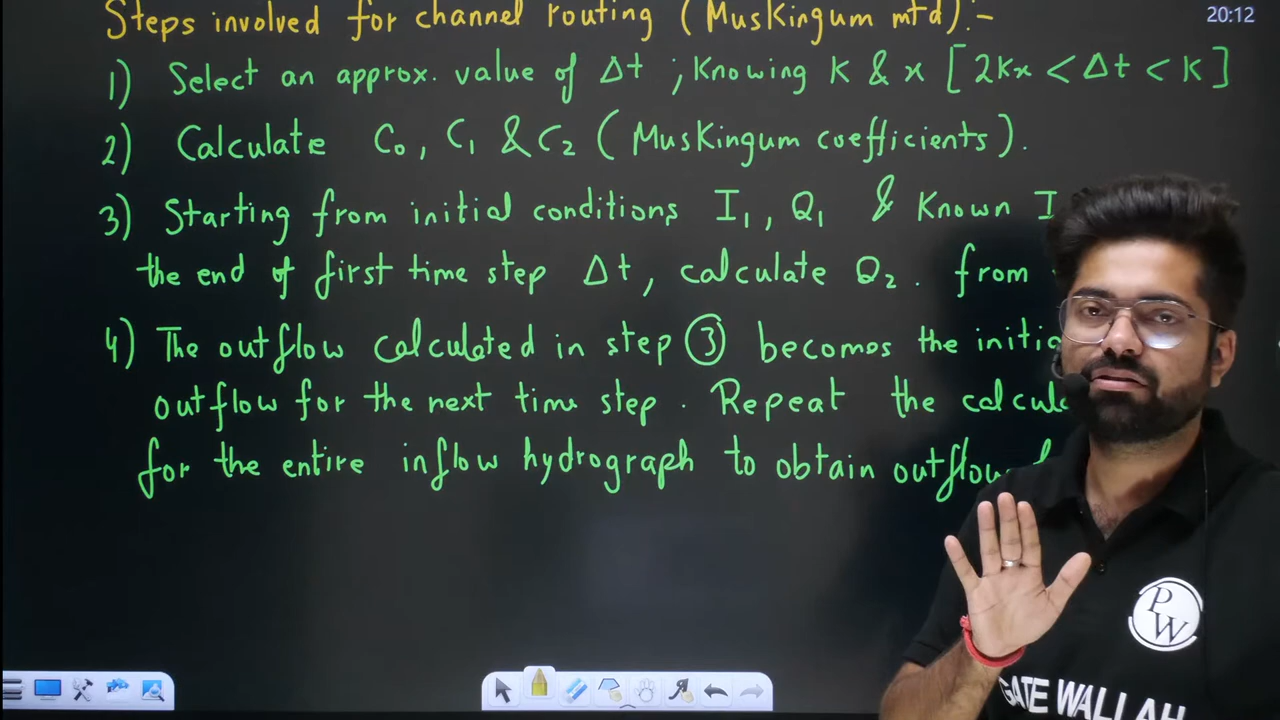 Steps involved for channel routing (Muskingum mtd):-
20:12
1) Select an approx. value of Δt ; Knowing K & x [2Kx < Δt < K]
2) Calculate C₀, C₁ & C₂ (Muskingum coefficients).
3) Starting from initial conditions I₁, Q₁ & Known I
the end of first time step Δt, calculate Q₂. from
4) The outflow calculated in step ③ becomes the
outflow for the next time step. Repeat the
for the entire inflow hydrograph to obtain outflow
PW
GATE WALLAH